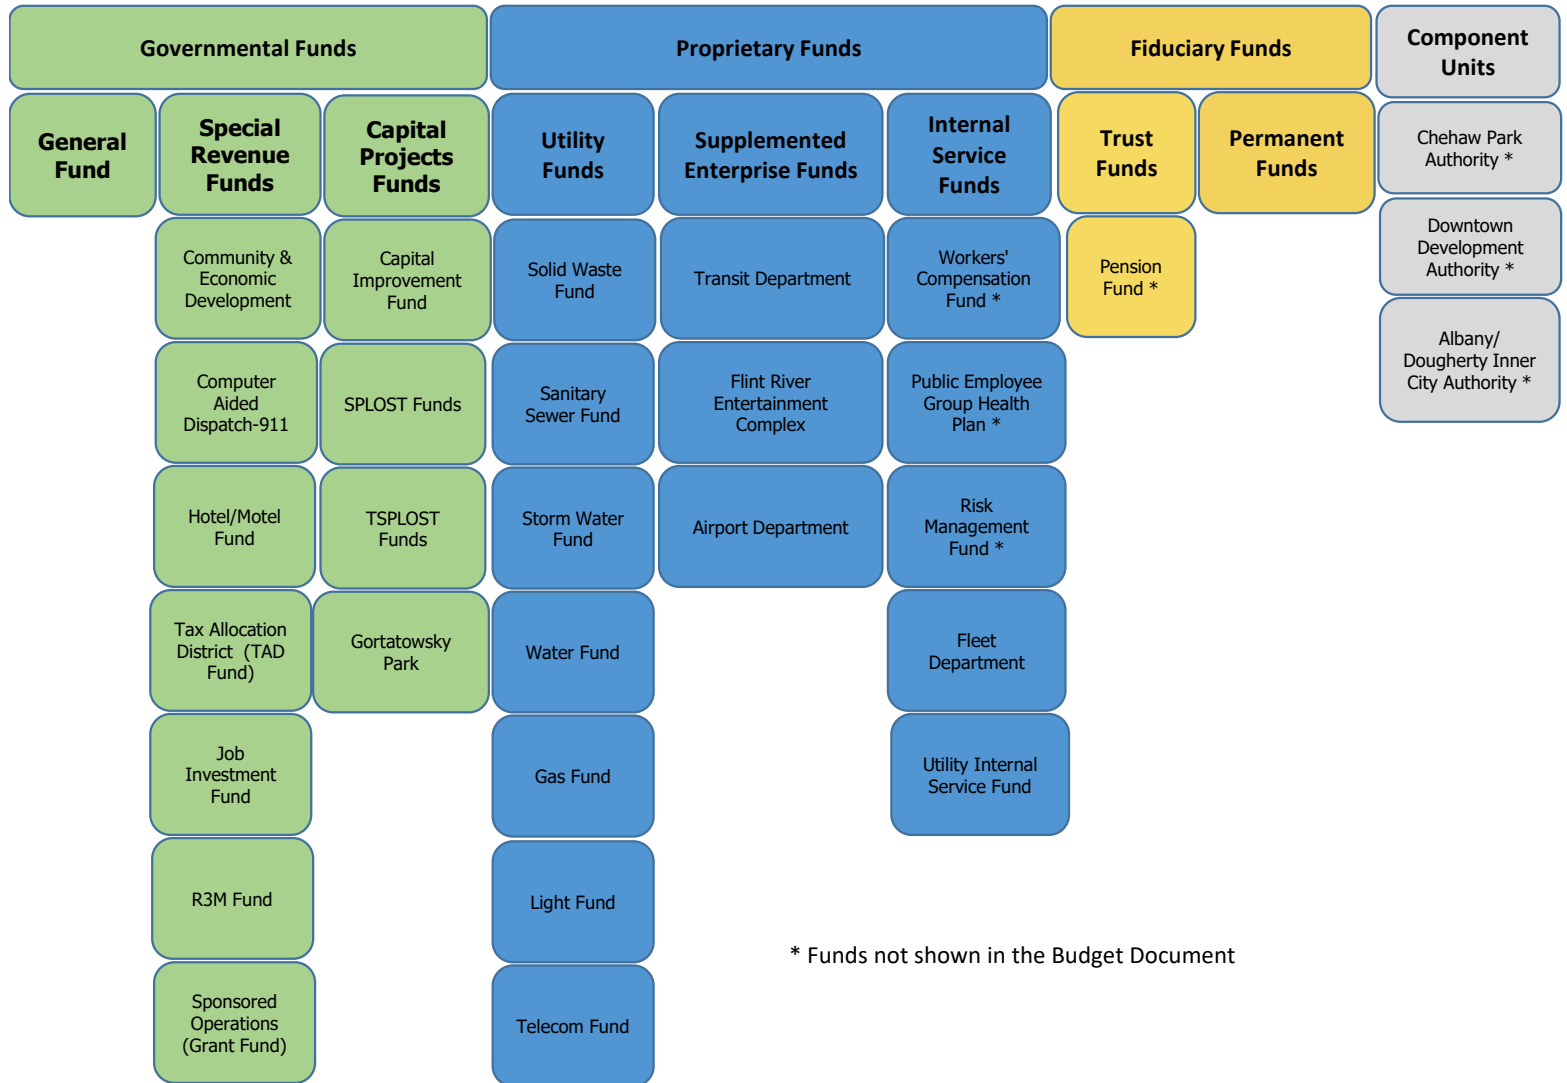 Governmental Funds
Proprietary Funds
Fiduciary Funds
Component
Units
General
Fund
Special
Revenue
Funds
Capital
Projects
Funds
Utility
Funds
Supplemented
Enterprise Funds
Internal
Service
Funds
Trust
Funds
Permanent
Funds
Chehaw Park
Authority *
Community &
Economic
Development
Capital
Improvement
Fund
Solid Waste
Fund
Transit Department
Workers'
Compensation
Fund *
Pension
Fund *
Downtown
Development
Authority *
Computer
Aided
Dispatch-911
SPLOST Funds
Sanitary
Sewer Fund
Flint River
Entertainment
Complex
Public Employee
Group Health
Plan *
Albany/
Dougherty Inner
City Authority *
Hotel/Motel
Fund
TSPLOST
Funds
Storm Water
Fund
Airport Department
Risk
Management
Fund *
Tax Allocation
District (TAD
Fund)
Gortatowsky
Park
Water Fund
Fleet
Department
Job
Investment
Fund
Gas Fund
Utility Internal
Service Fund
R3M Fund
Light Fund
* Funds not shown in the Budget Document
Sponsored
Operations
(Grant Fund)
Telecom Fund